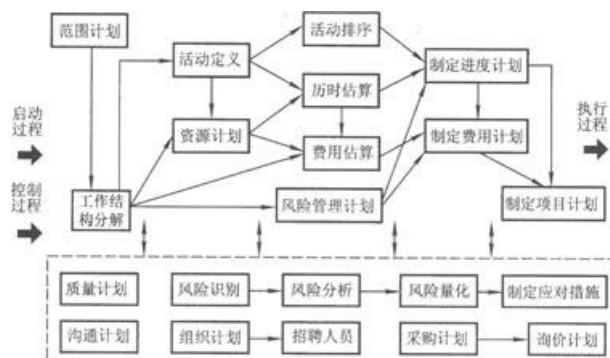 范围计划
活动定义
活动排序
制定进度计划
历时估算
启动
过程
资源计划
制定费用计划
执行
过程
费用估算
控制
过程
工作结
构分解
风险管理计划
制定项目计划
质量计划
风险识别
风险分析
风险量化
制定应对措施
沟通计划
组织计划
招聘人员
采购计划
询价计划